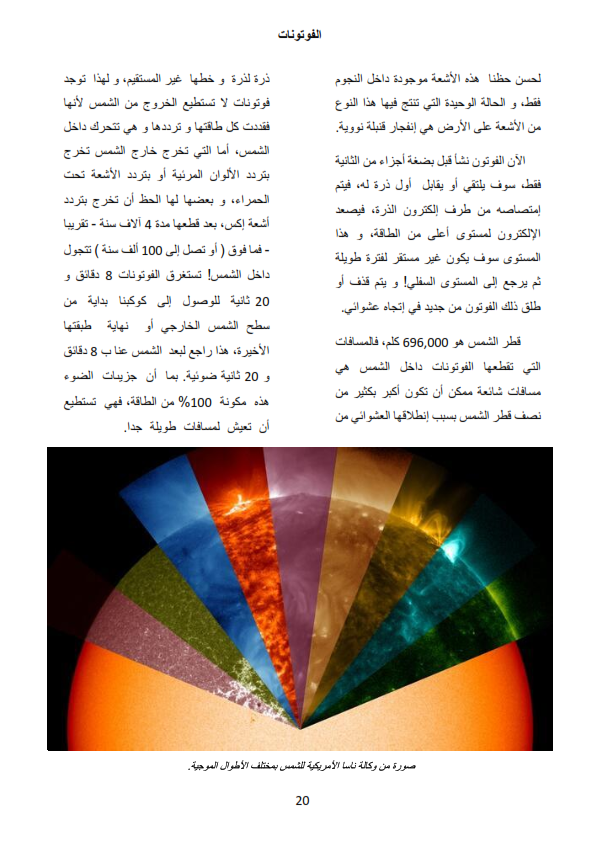 الفوتونات
لحسن حظنا هذه الأشعة موجودة داخل النجوم
فقط، و الحالة الوحيدة التي تنتج فيها هذا النوع
من الأشعة على الأرض هي إنفجار قنبلة نووية.
الآن الفوتون نشأ قبل بضعة أجزاء من الثانية
فقط، سوف يلتقي أو يقابل أول ذرة له، فيتم
إمتصاصه من طرف إلكترون الذرة، فيصعد
الإلكترون لمستوى أعلى من الطاقة، و هذا
المستوى سوف يكون غير مستقر لفترة طويلة
ثم يرجع إلى المستوى السفلي! و يتم قذف أو
طلق ذلك الفوتون من جديد في إتجاه عشوائي.
قطر الشمس هو 696,000 كلم، فالمسافات
التي تقطعها الفوتونات داخل الشمس هي
مسافات شائعة ممكن أن تكون أكبر بكثير من
نصف قطر الشمس بسبب إنطلاقها العشوائي من
ذرة لذرة و خطها غير المستقيم، و لهذا توجد
فوتونات لا تستطيع الخروج من الشمس لأنها
فقددت كل طاقتها و ترددها و هي تتحرك داخل
الشمس، أما التي تخرج خارج الشمس تخرج
بتردد الألوان المرئية أو بتردد الأشعة تحت
الحمراء، و بعضها لها الحظ أن تخرج بتردد
أشعة إكس، بعد قطعها مدة 4 آلاف سنة - تقريبا
- فما فوق ( أو تصل إلى 100 ألف سنة ) تتجول
داخل الشمس! تستغرق الفوتونات 8 دقائق و
20 ثانية للوصول إلى كوكبنا بداية من
سطح الشمس الخارجي أو نهاية طبقتها
الأخيرة، هذا راجع لبعد الشمس عنا ب 8 دقائق
و 20 ثانية ضوئية. بما أن جزيئات الضوء
هذه مكونة 100% من الطاقة، فهي تستطيع
أن تعيش لمسافات طويلة جدا.
صورة من وكالة ناسا الأمريكية للشمس بمختلف الأطوال الموجية.
20